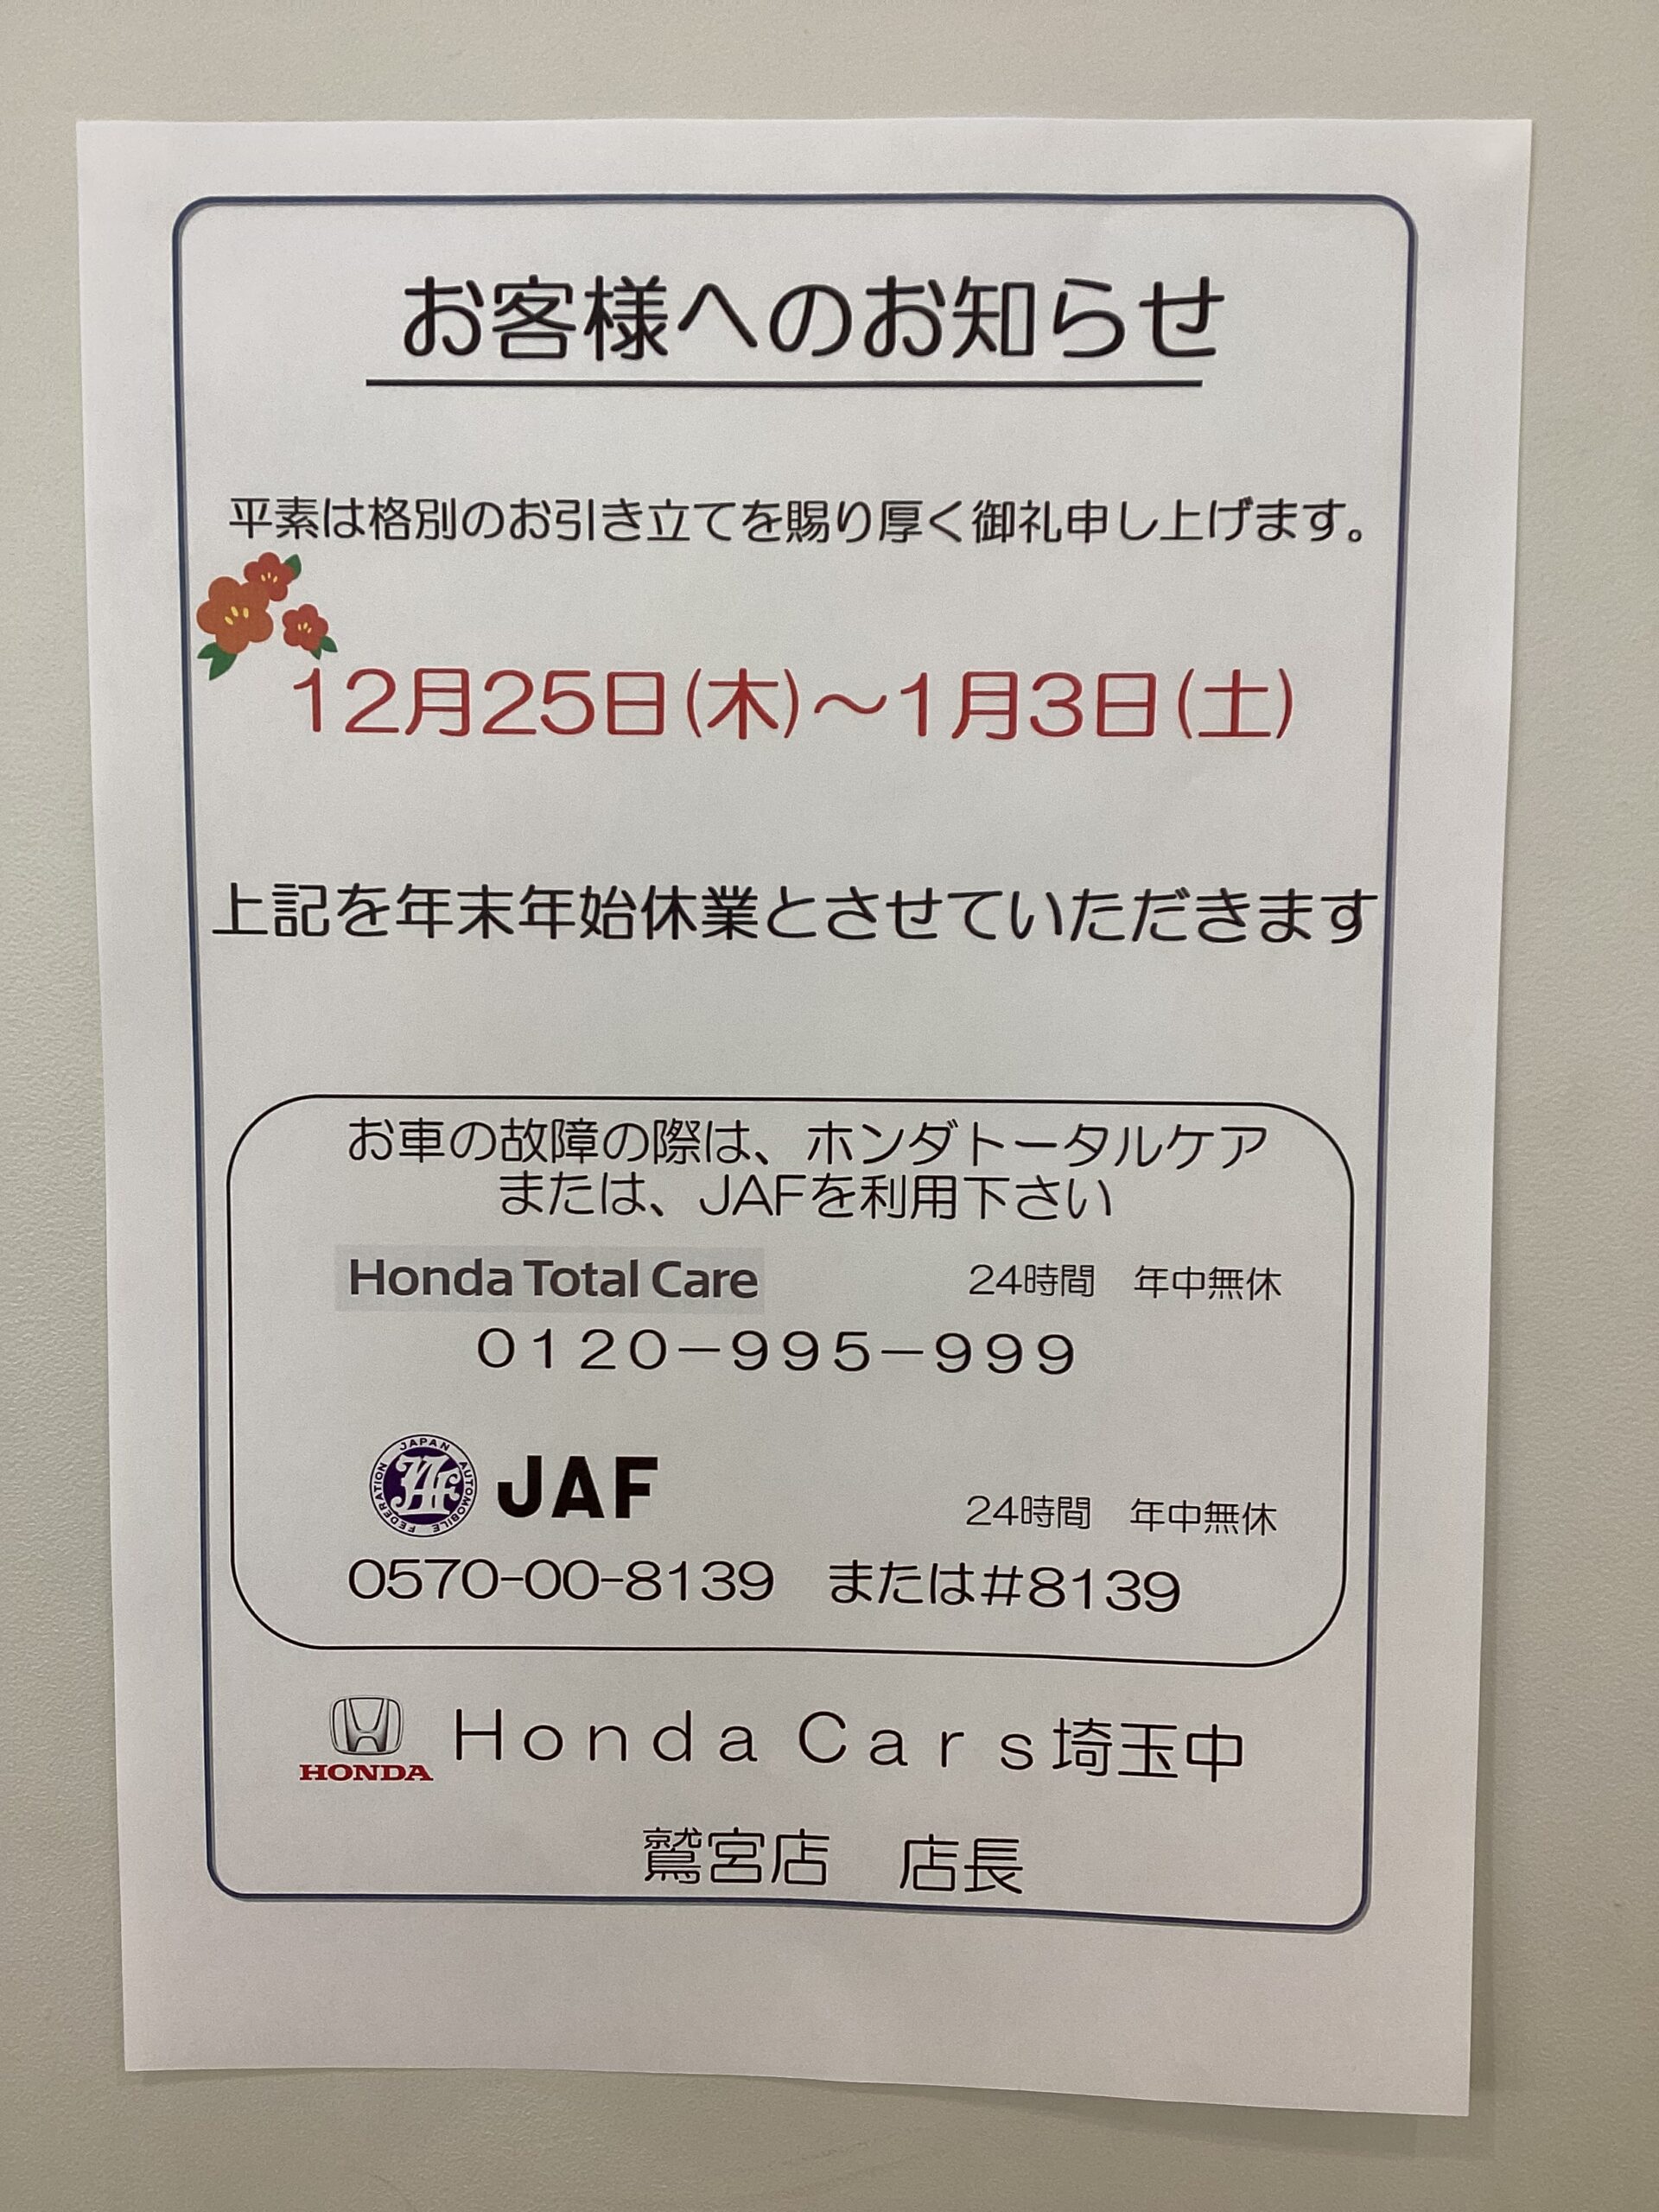 お客様へのお知らせ
平素は格別のお引き立てを賜り厚く御礼申し上げます。
12月25日(木)～1月3日(土)
上記を年末年始休業とさせていただきます
お車の故障の際は、ホンダトータルケア
または、JAFを利用下さい
Honda Total Care 24時間 年中無休
0120－995－999
JAPAN AUTOMOBILE FEDERATION JAF JAF 24時間 年中無休
0570-00-8139 または#8139
HONDA Honda Cars埼玉中
鷲宮店 店長